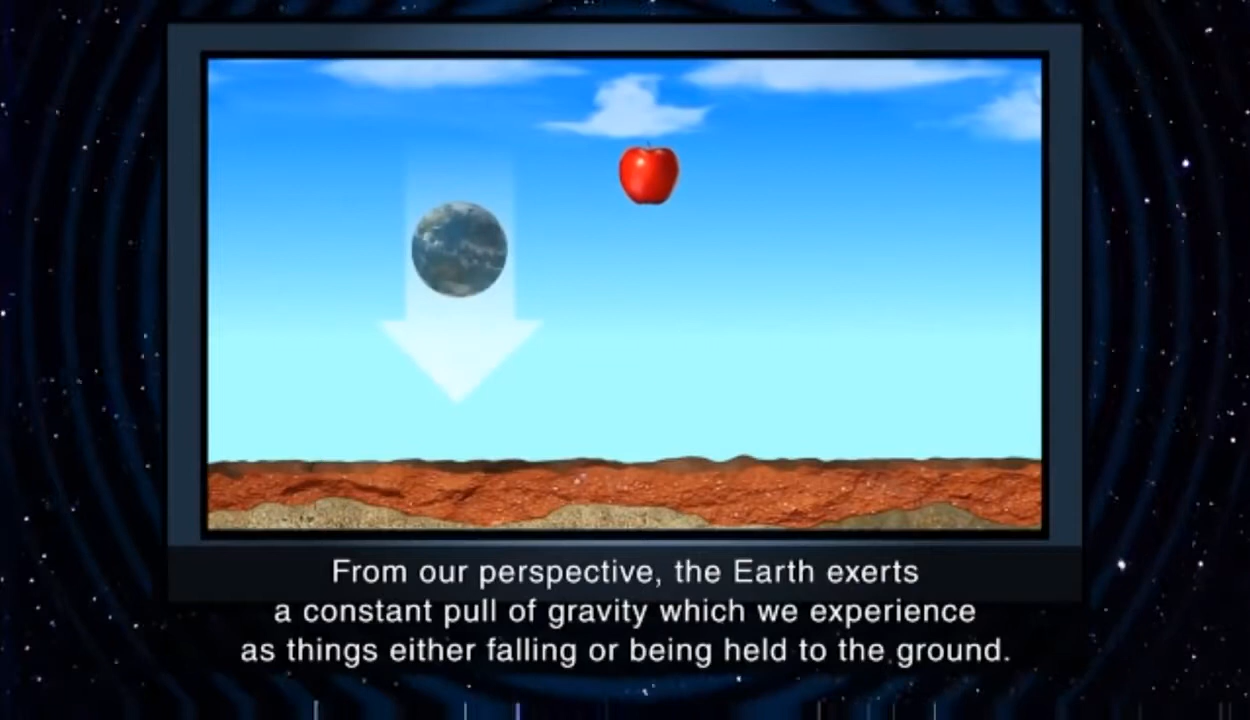 From our perspective, the Earth exerts
a constant pull of gravity which we experience
as things either falling or being held to the ground.